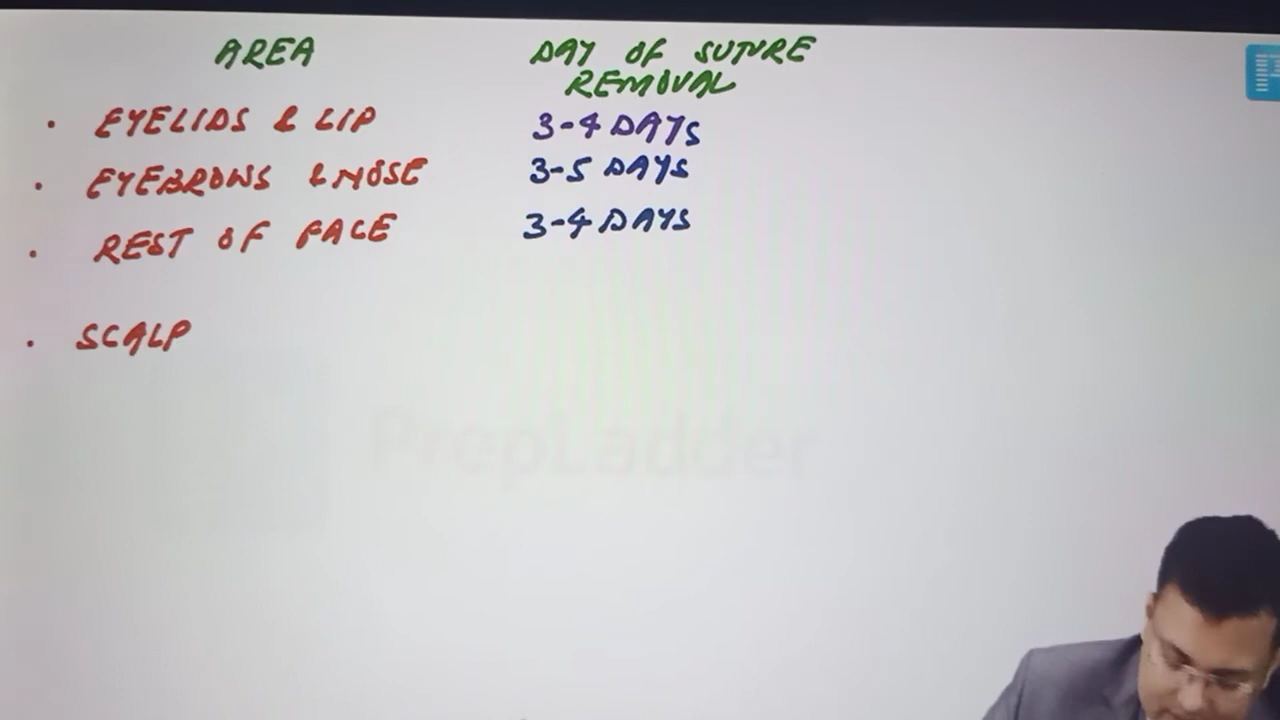 AREA DAY OF SUTURE
REMOVAL
. EYELIDS & LIP 3-4 DAYS
. EYEBROWS & NOSE 3-5 DAYS
. REST OF FACE 3-4 DAYS
. SCALP
PrepLadder